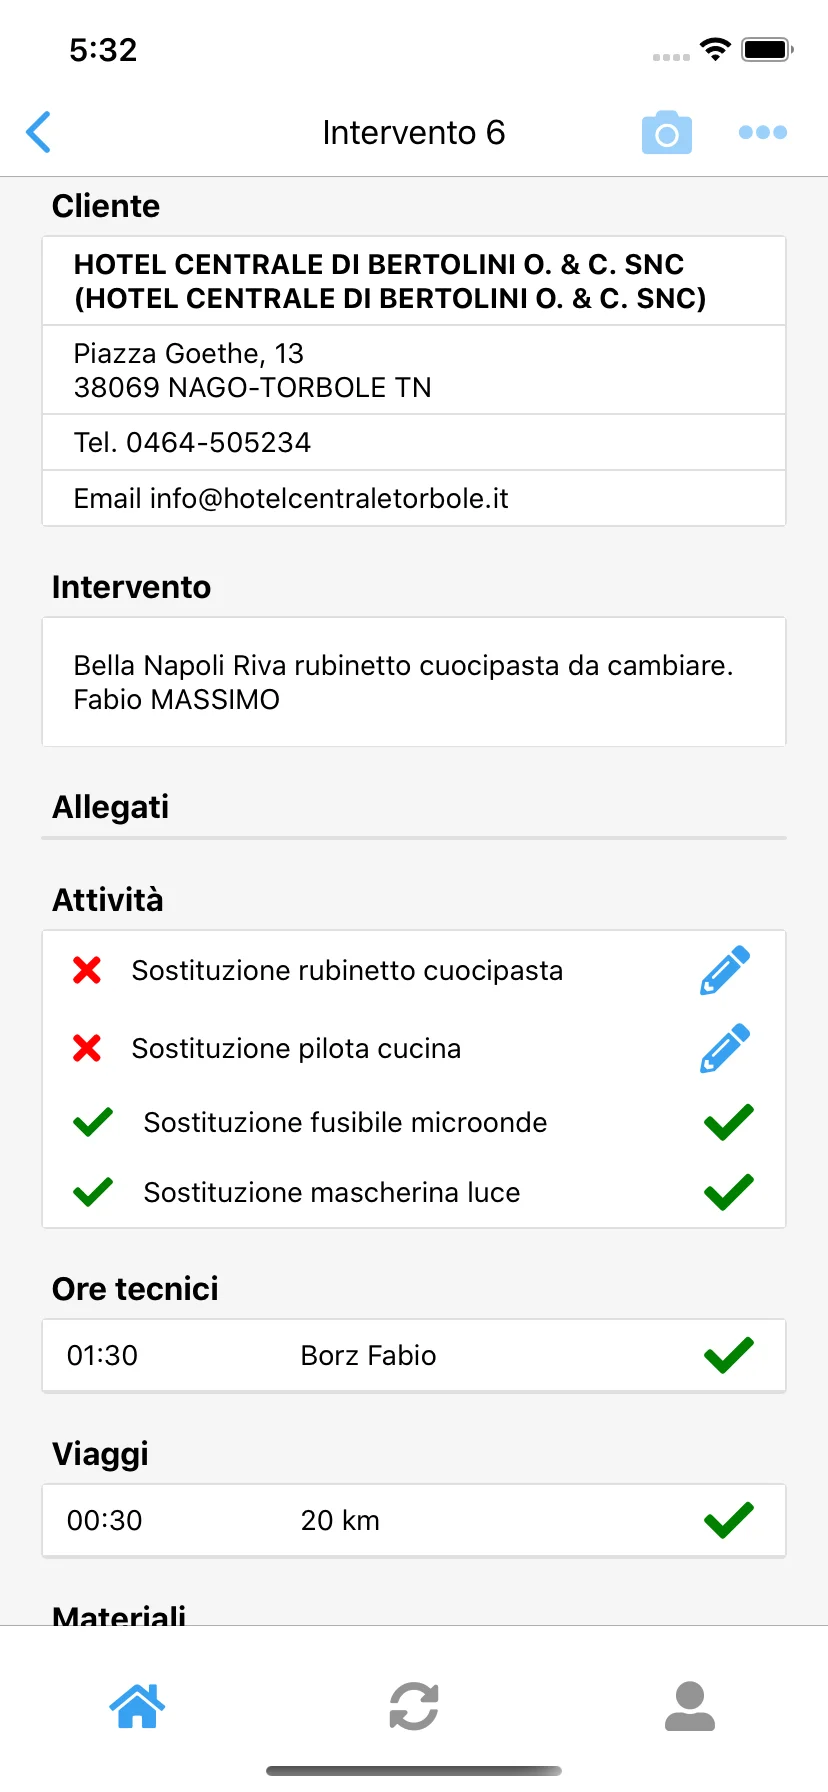 5:32
Intervento 6
Cliente
HOTEL CENTRALE DI BERTOLINI O. & C. SNC
(HOTEL CENTRALE DI BERTOLINI O. & C. SNC)
Piazza Goethe, 13
38069 NAGO-TORBOLE TN
Tel. 0464-505234
Email info@hotelcentraletorbole.it
Intervento
Bella Napoli Riva rubinetto cuocipasta da cambiare.
Fabio MASSIMO
Allegati
Attività
Sostituzione rubinetto cuocipasta
Sostituzione pilota cucina
Sostituzione fusibile microonde
Sostituzione mascherina luce
Ore tecnici
01:30 Borz Fabio
Viaggi
00:30 20 km
Materiali